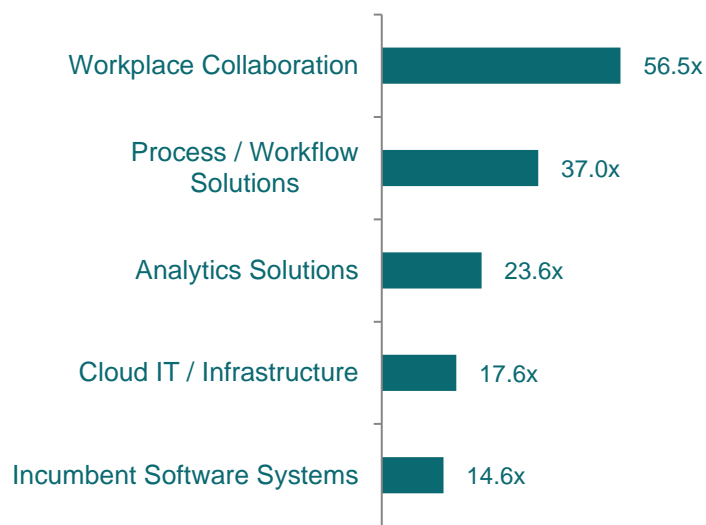 Workplace Collaboration 56.5x
Process / Workflow
Solutions 37.0x
Analytics Solutions 23.6x
Cloud IT / Infrastructure 17.6x
Incumbent Software Systems 14.6x